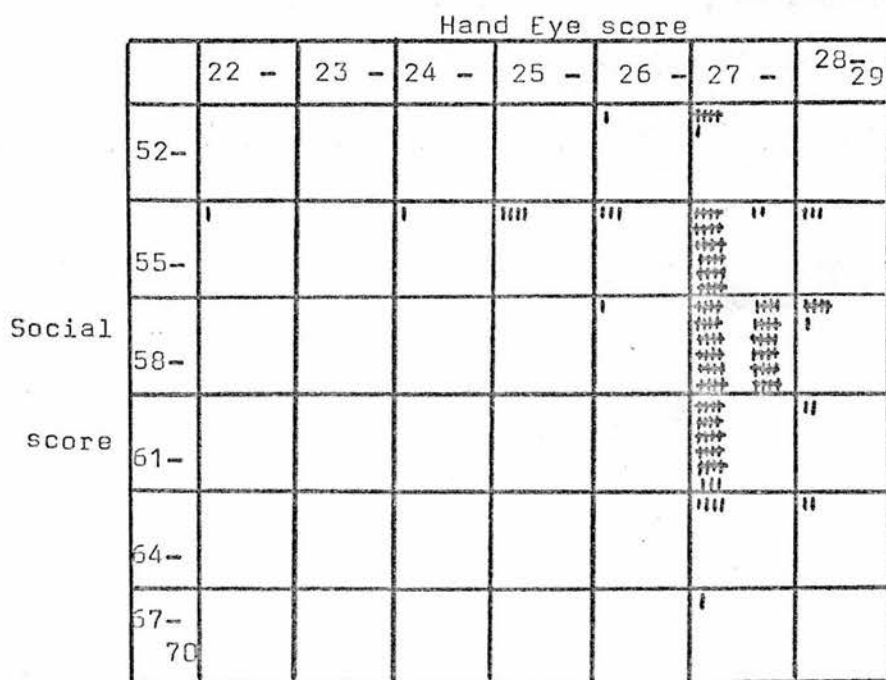 Hand Eye score
22 - 23 - 24 - 25 - 26 - 27 - 28-29
52-
55-
Social
58-
score
61-
64-
67-
70